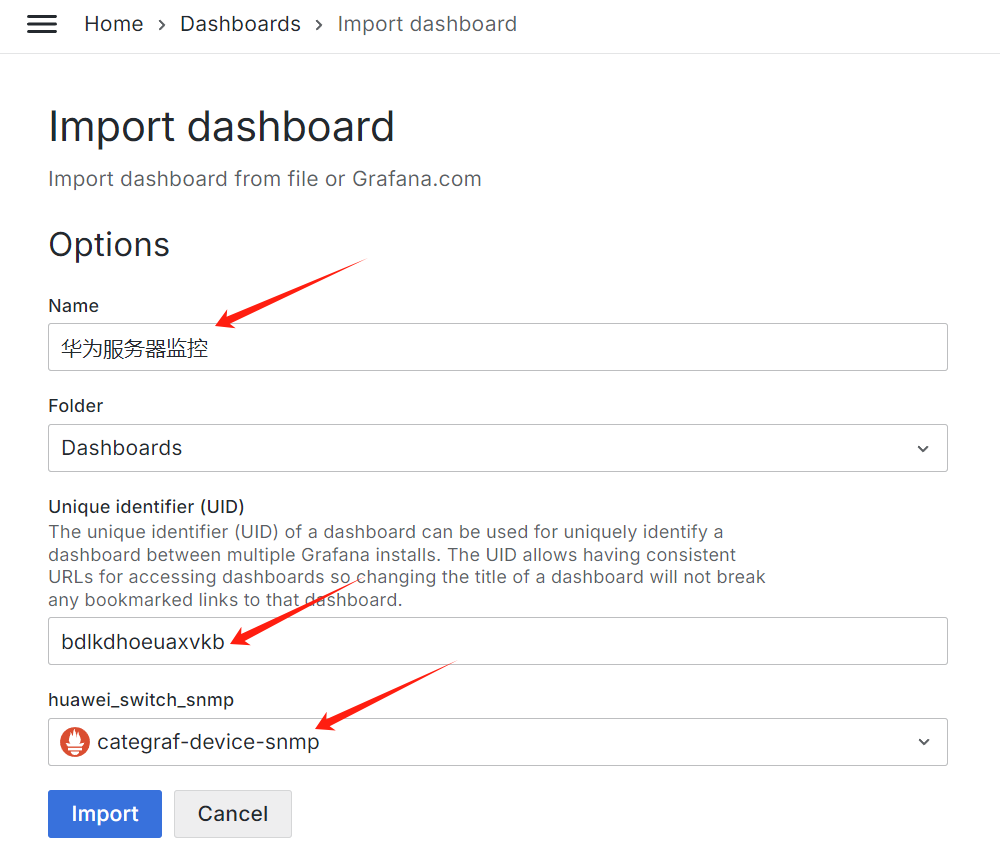 Home > Dashboards > Import dashboard
Import dashboard
Import dashboard from file or Grafana.com
Options
Name
华为服务器监控
Folder
Dashboards
Unique identifier (UID)
The unique identifier (UID) of a dashboard can be used for uniquely identify a
dashboard between multiple Grafana installs. The UID allows having consistent
URLs for accessing dashboards so changing the title of a dashboard will not break
any bookmarked links to that dashboard.
bdlkdhoeuaxvkb
huawei_switch_snmp
categraf-device-snmp
Import Cancel